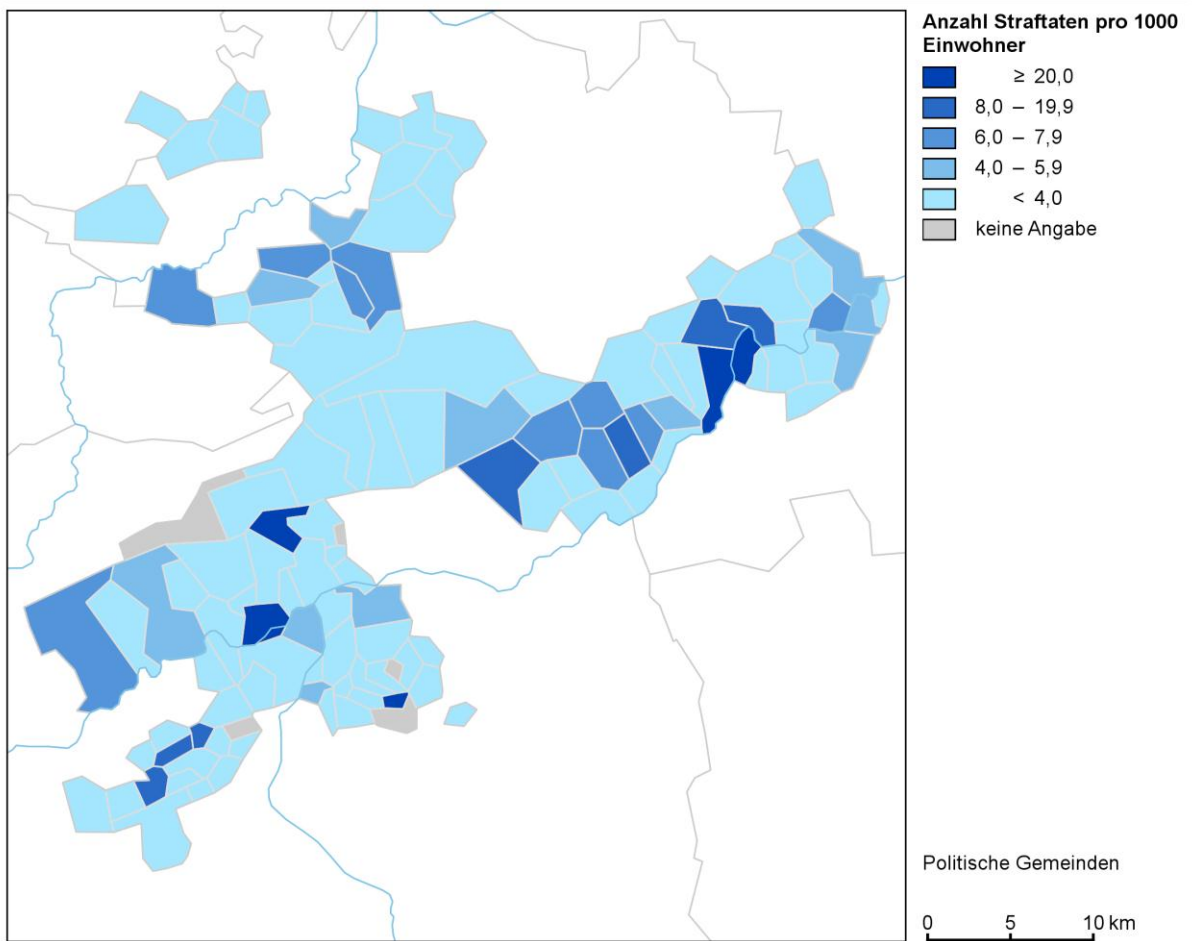 Anzahl Straftaten pro 1000
Einwohner
≥ 20,0
8,0 – 19,9
6,0 – 7,9
4,0 – 5,9
< 4,0
keine Angabe
Politische Gemeinden
0 5 10 km